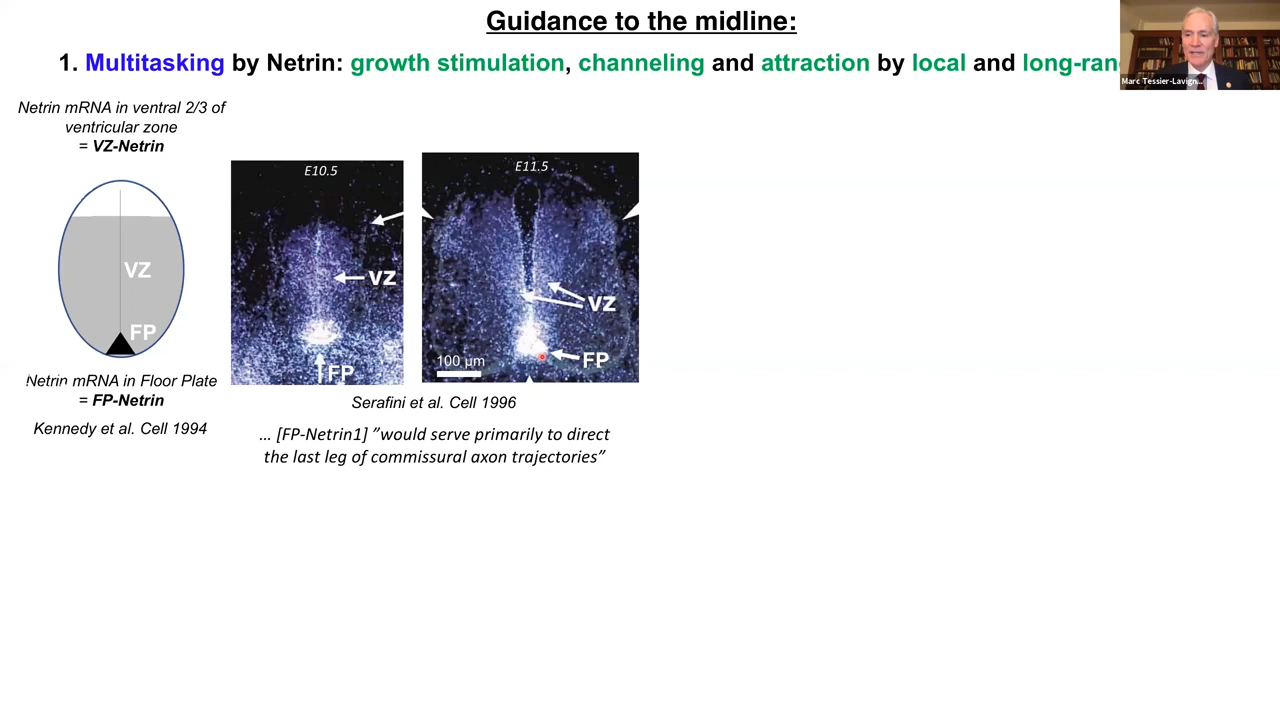 Guidance to the midline:
1. Multitasking by Netrin: growth stimulation, channeling and attraction by local and long-ran
Marc Tessier-Lavign...
Netrin mRNA in ventral 2/3 of
ventricular zone
= VZ-Netrin
VZ
FP
Netrin mRNA in Floor Plate
= FP-Netrin
Kennedy et al. Cell 1994
E10.5
VZ
FP
E11.5
VZ
FP
100 µm
Serafini et al. Cell 1996
... [FP-Netrin1] ”would serve primarily to direct
the last leg of commissural axon trajectories”